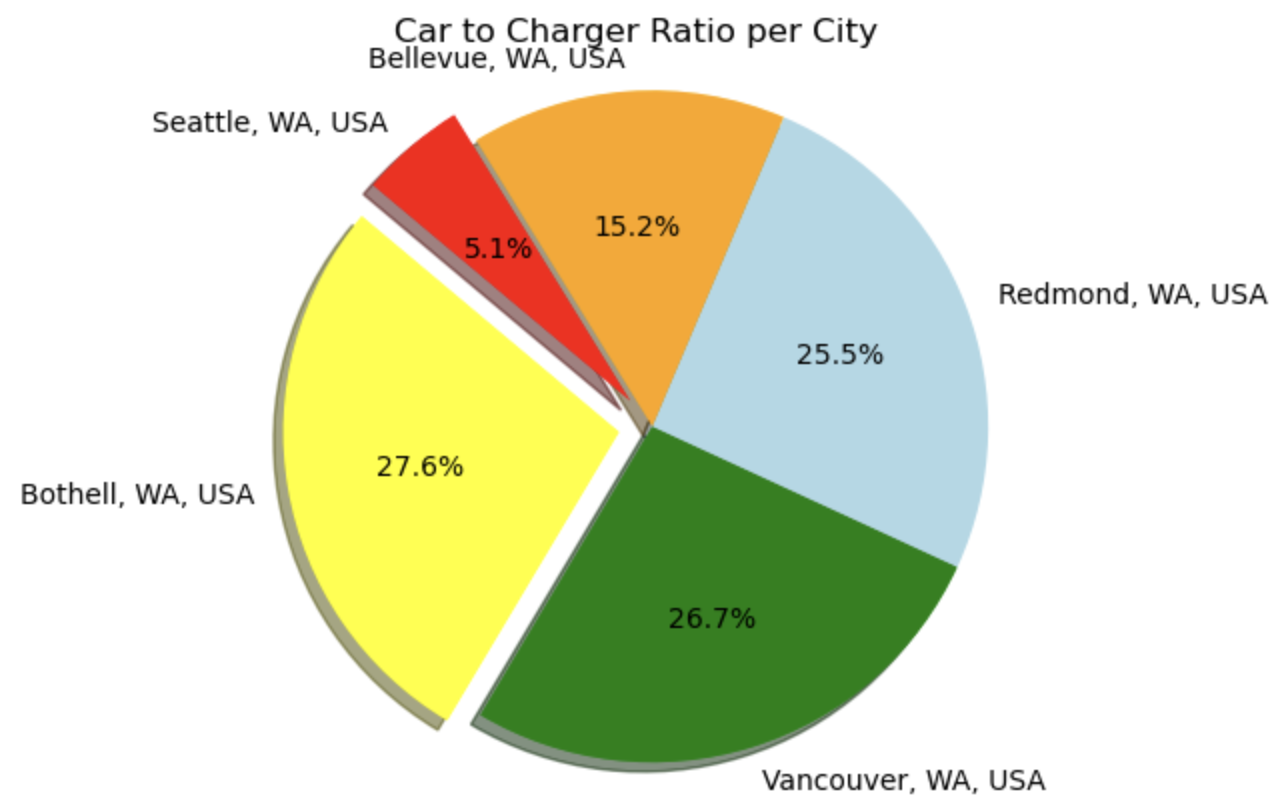 Car to Charger Ratio per City
Bellevue, WA, USA
Seattle, WA, USA
15.2%
5.1%
Redmond, WA, USA
25.5%
27.6%
Bothell, WA, USA
26.7%
Vancouver, WA, USA